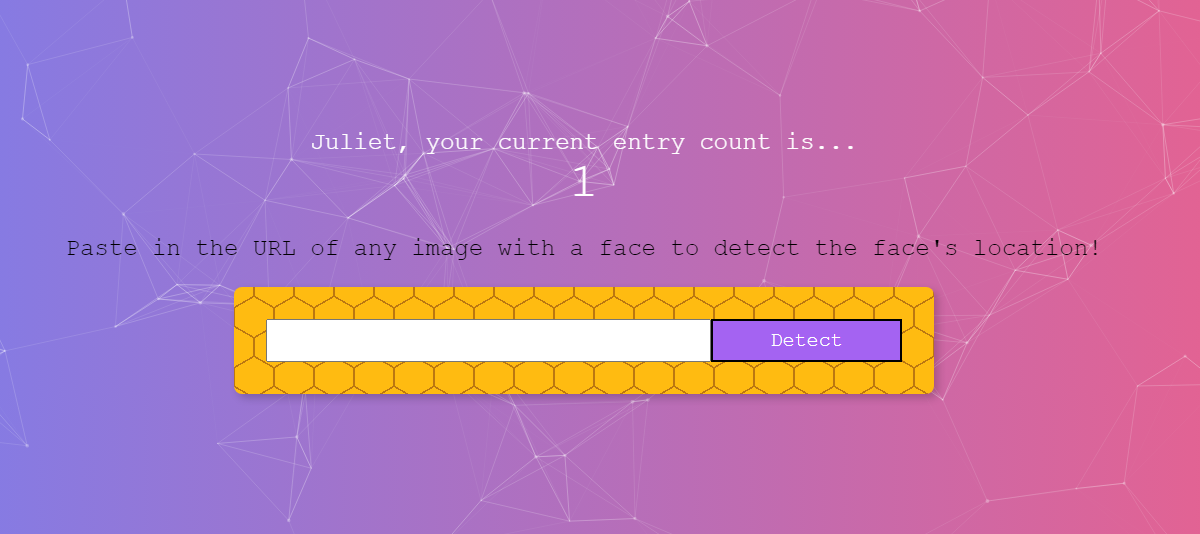 Juliet, your current entry count is...
1
Paste in the URL of any image with a face to detect the face's location!
Detect